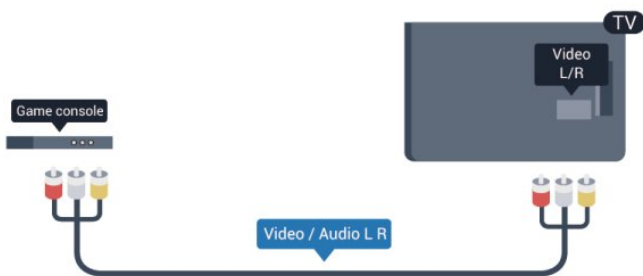 TV
Video
L/R
Game console
Video / Audio L R